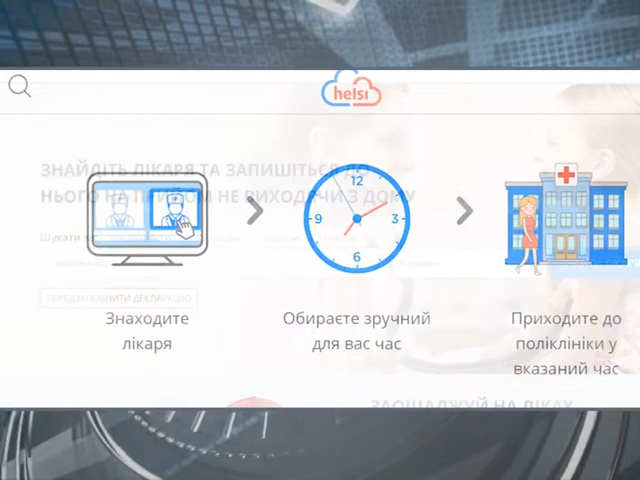 helsi
ЗНАЙДІТЬ ЛІКАРЯ ТА ЗАПИШІТЬСЯ ДО
НЬОГО НА ПРИЙОМ НЕ ВИХОДЯЧИ З ДОМУ
12
9 3
6
Шукати
ПЕРЕДЗАПОВНИТИ ДЕКЛАРАЦІЮ
Знаходите
лікаря
Обираєте зручний
для вас час
Приходите до
поліклініки у
вказаний час
ЗАОЩАДЖУЙ НА ЛІКАХ